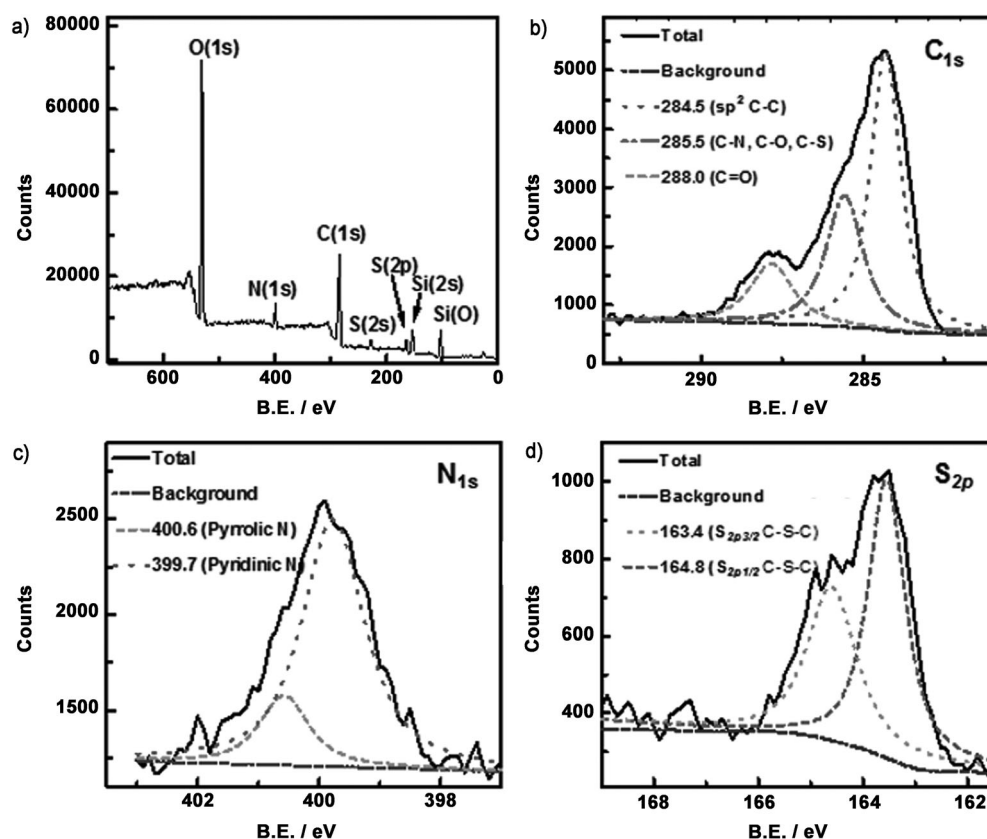 a)
80000
60000
40000
20000
0
Counts
O(1s)
N(1s)
C(1s)
S(2s)
S(2p)
Si(2s)
Si(O)
600
400
200
0
B.E. / eV
b)
Total
Background
284.5 (sp² C-C)
285.5 (C-N, C-O, C-S)
288.0 (C=O)
C₁ₛ
5000
4000
3000
2000
1000
0
Counts
290
285
B.E. / eV
c)
Total
Background
400.6 (Pyrrolic N)
399.7 (Pyridinic N)
N₁ₛ
2500
2000
1500
Counts
402
400
398
B.E. / eV
d)
Total
Background
163.4 (S2p3/2 C-S-C)
164.8 (S2p1/2 C-S-C)
S2p
1000
800
600
400
Counts
168
166
164
162
B.E. / eV